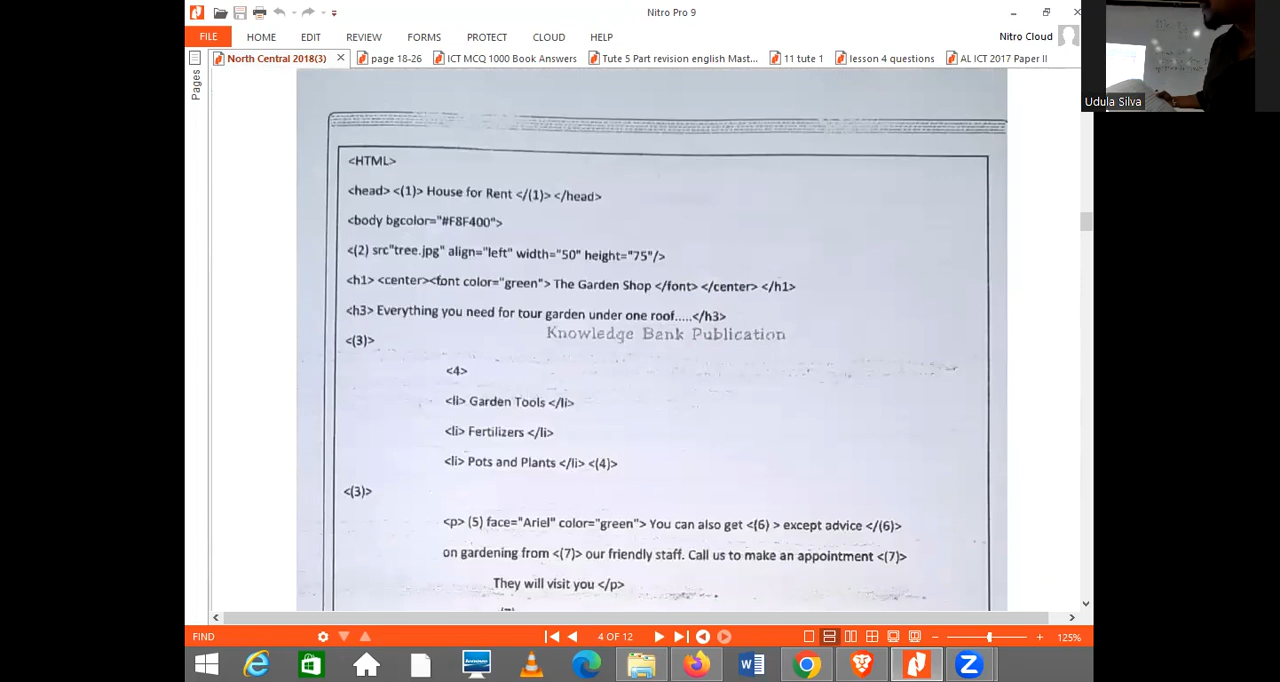 Nitro Pro 9
FILE HOME EDIT REVIEW FORMS PROTECT CLOUD HELP Nitro Cloud
North Central 2018(3) page 18-26 ICT MCQ 1000 Book Answers Tute 5 Part revision english Mast... 11 tute 1 lesson 4 questions AL ICT 2017 Paper II
Pages
Udula Silva
<HTML>
<head> <(1)> House for Rent </(1)> </head>
<body bgcolor="#F8F400">
<(2) src"tree.jpg" align="left" width="50" height="75"/>
<h1> <center><font color="green"> The Garden Shop </font> </center> </h1>
<h3> Everything you need for tour garden under one roof.....</h3>
Knowledge Bank Publication
<(3)>
<4>
<li> Garden Tools </li>
<li> Fertilizers </li>
<li> Pots and Plants </li> <(4)>
<(3)>
<p> (5) face="Ariel" color="green"> You can also get <(6) > except advice </(6)>
on gardening from <(7)> our friendly staff. Call us to make an appointment <(7)>
They will visit you </p>
FIND 4 OF 12 125%